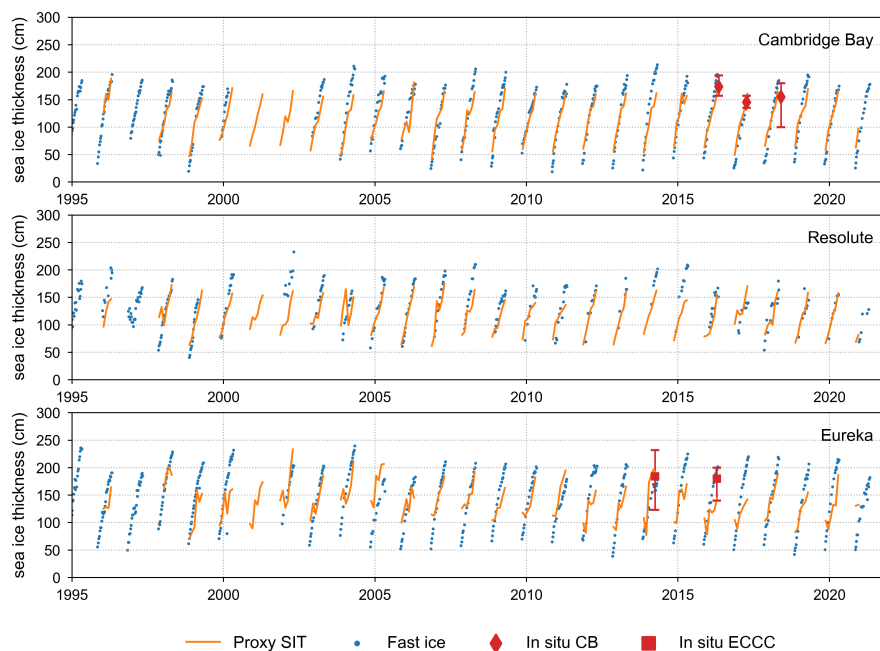 300
250
200
150
100
50
0
sea ice thickness (cm)
Cambridge Bay
1995 2000 2005 2010 2015 2020
300
250
200
150
100
50
0
sea ice thickness (cm)
Resolute
1995 2000 2005 2010 2015 2020
300
250
200
150
100
50
0
sea ice thickness (cm)
Eureka
1995 2000 2005 2010 2015 2020
Proxy SIT Fast ice In situ CB In situ ECCC